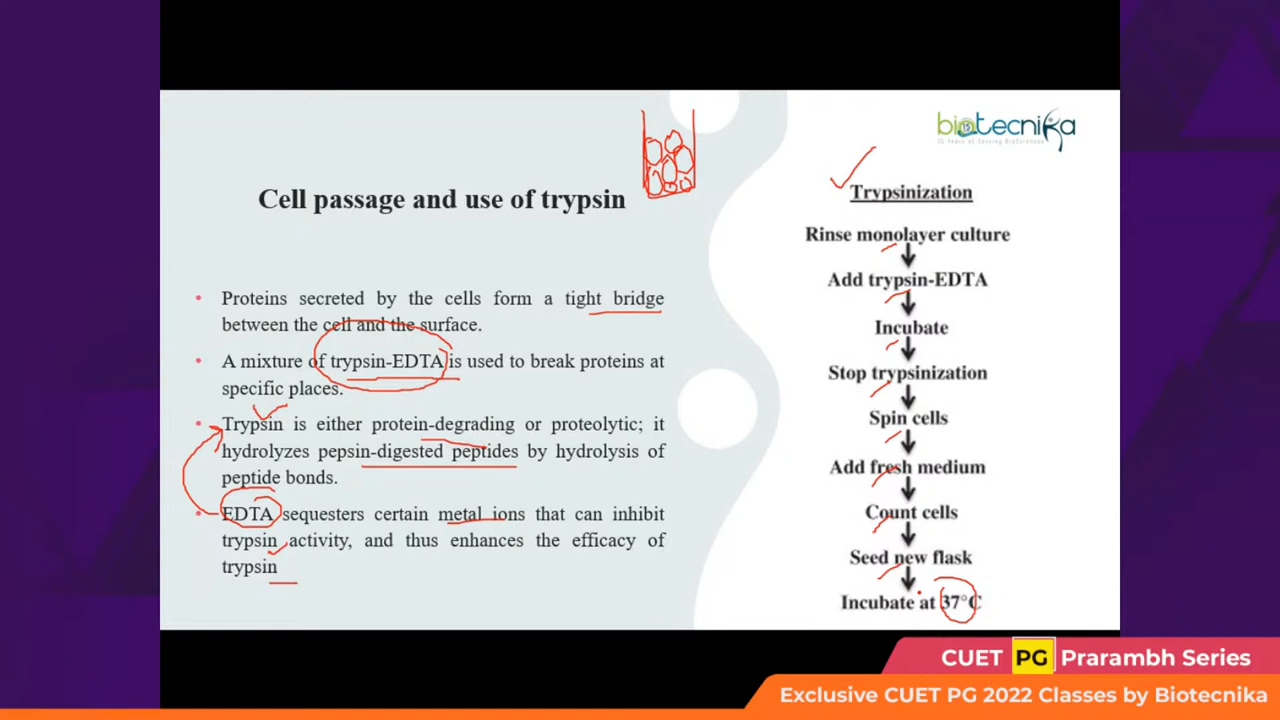 biotecnika
15 Years of Serving BioSciences
Cell passage and use of trypsin
Proteins secreted by the cells form a tight bridge
between the cell and the surface.
A mixture of trypsin-EDTA is used to break proteins at
specific places.
Trypsin is either protein-degrading or proteolytic; it
hydrolyzes pepsin-digested peptides by hydrolysis of
peptide bonds.
EDTA sequesters certain metal ions that can inhibit
trypsin activity, and thus enhances the efficacy of
trypsin
Trypsinization
Rinse monolayer culture
Add trypsin-EDTA
Incubate
Stop trypsinization
Spin cells
Add fresh medium
Count cells
Seed new flask
Incubate at 37°C
CUET PG Prarambh Series
Exclusive CUET PG 2022 Classes by Biotecnika